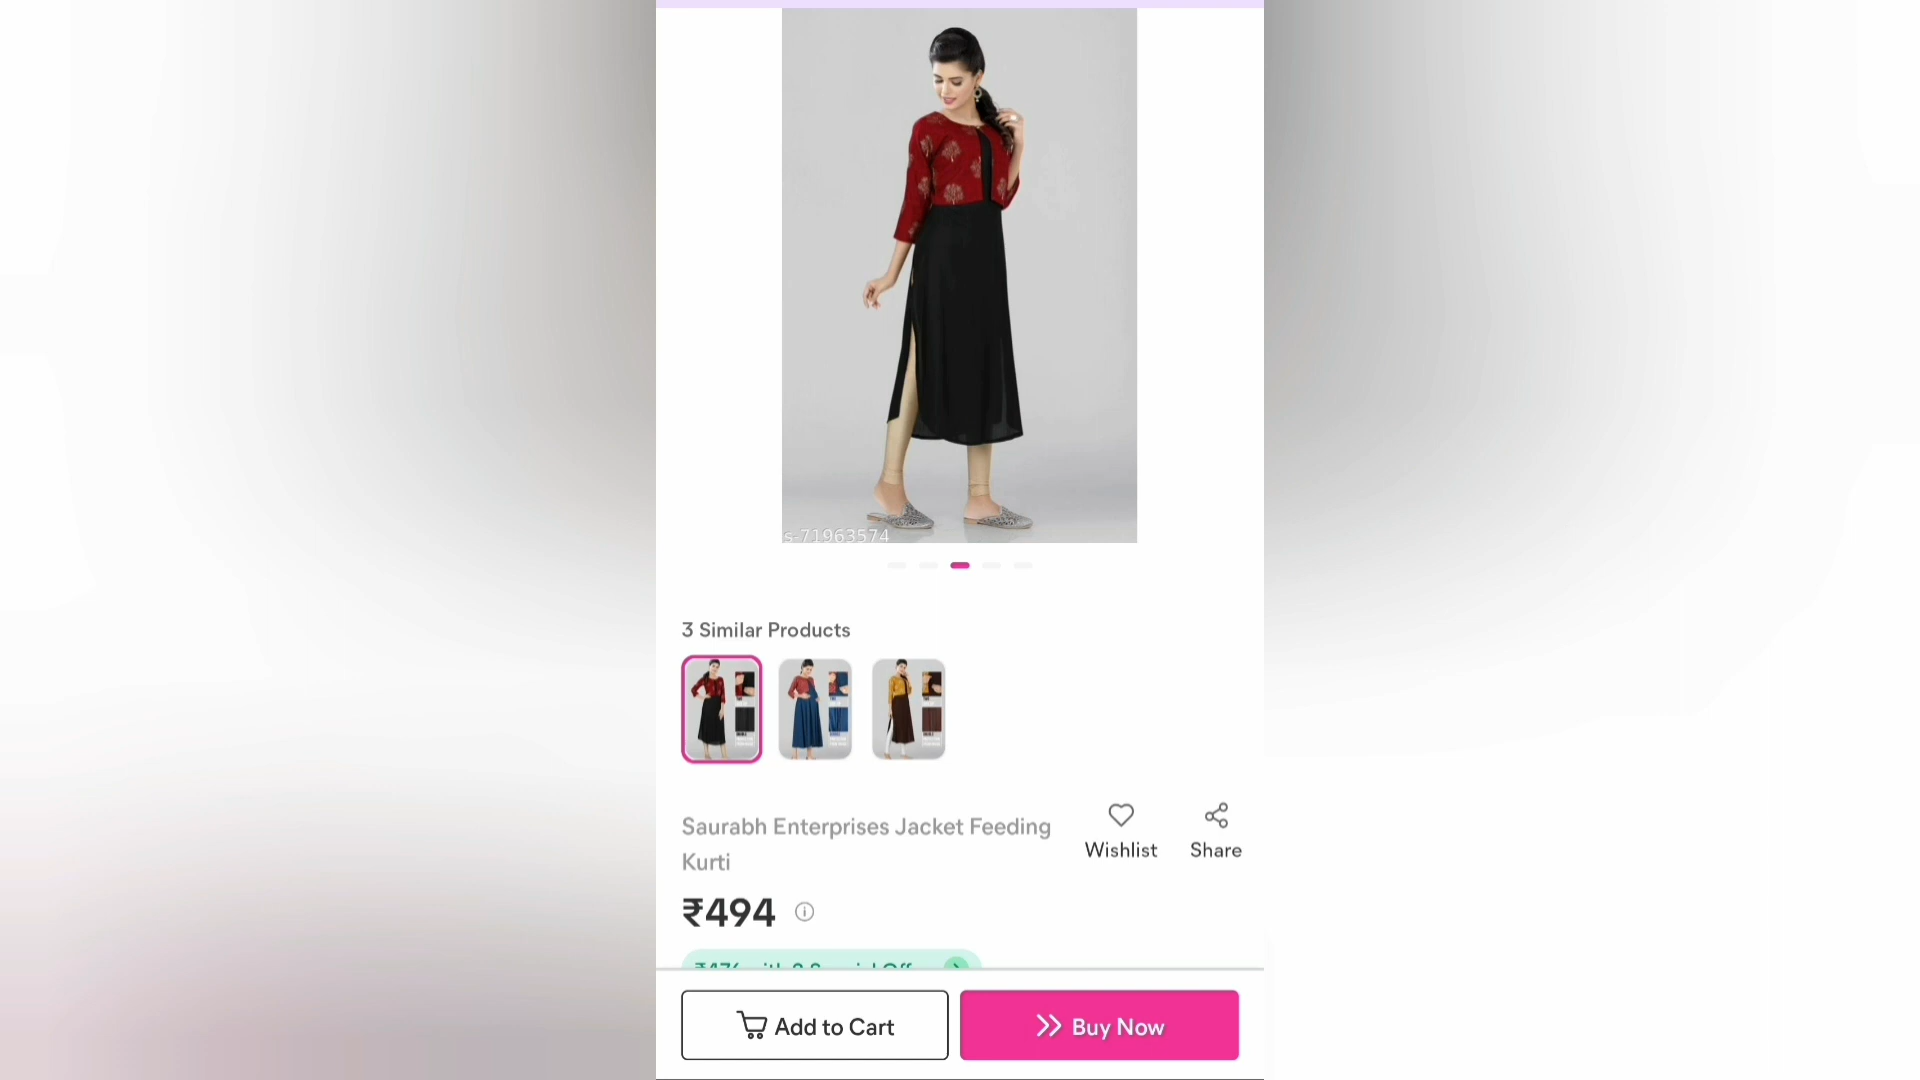 s-71963574
3 Similar Products
Saurabh Enterprises Jacket Feeding
Kurti
Wishlist
Share
₹494
Add to Cart
Buy Now